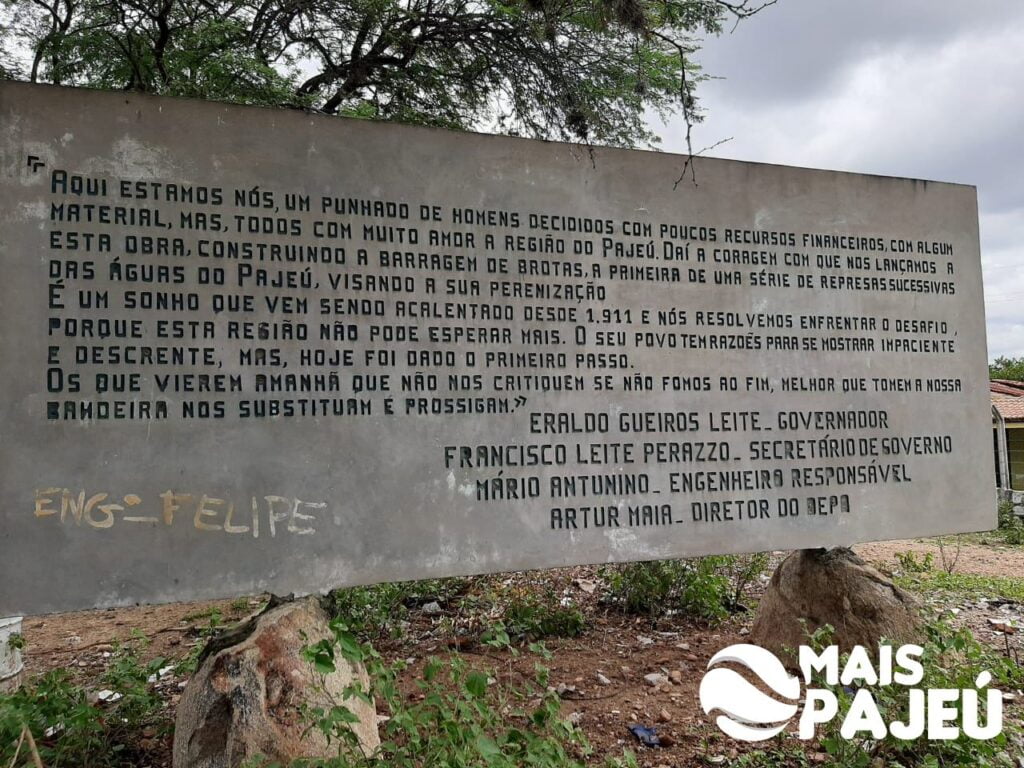 "AQUI ESTAMOS NÓS, UM PUNHADO DE HOMENS DECIDIDOS COM POUCOS RECURSOS FINANCEIROS, COM ALGUM
MATERIAL, MAS, TODOS COM MUITO AMOR A REGIÃO DO PAJEÚ. DAÍ A CORAGEM COM QUE NOS LANÇAMOS A
ESTA OBRA, CONSTRUINDO A BARRAGEM DE BROTAS, A PRIMEIRA DE UMA SÉRIE DE REPRESAS SUCESSIVAS
DAS ÁGUAS DO PAJEÚ, VISANDO A SUA PERENIZAÇÃO
É UM SONHO QUE VEM SENDO ACALENTADO DESDE 1.911 E NÓS RESOLVEMOS ENFRENTAR O DESAFIO,
PORQUE ESTA REGIÃO NÃO PODE ESPERAR MAIS. O SEU POVO TEM RAZOẼS PARA SE MOSTRAR IMPACIENTE
E DESCRENTE, MAS, HOJE FOI DADO O PRIMEIRO PASSO.
OS QUE VIEREM AMANHÃ QUE NÃO NOS CRITIQUEM SE NÃO FOMOS AO FIM, MELHOR QUE TOMEM A NOSSA
BANDEIRA NOS SUBSTITUAM E PROSSIGAM."
ERALDO GUEIROS LEITE_ GOVERNADOR
FRANCISCO LEITE PERAZZO_ SECRETÁRIO DE GOVERNO
MÁRIO ANTUNINO_ ENGENHEIRO RESPONSÁVEL
ARTUR MAIA_ DIRETOR DO DEPA
ENGº_FELIPE
MAIS
PAJEÚ